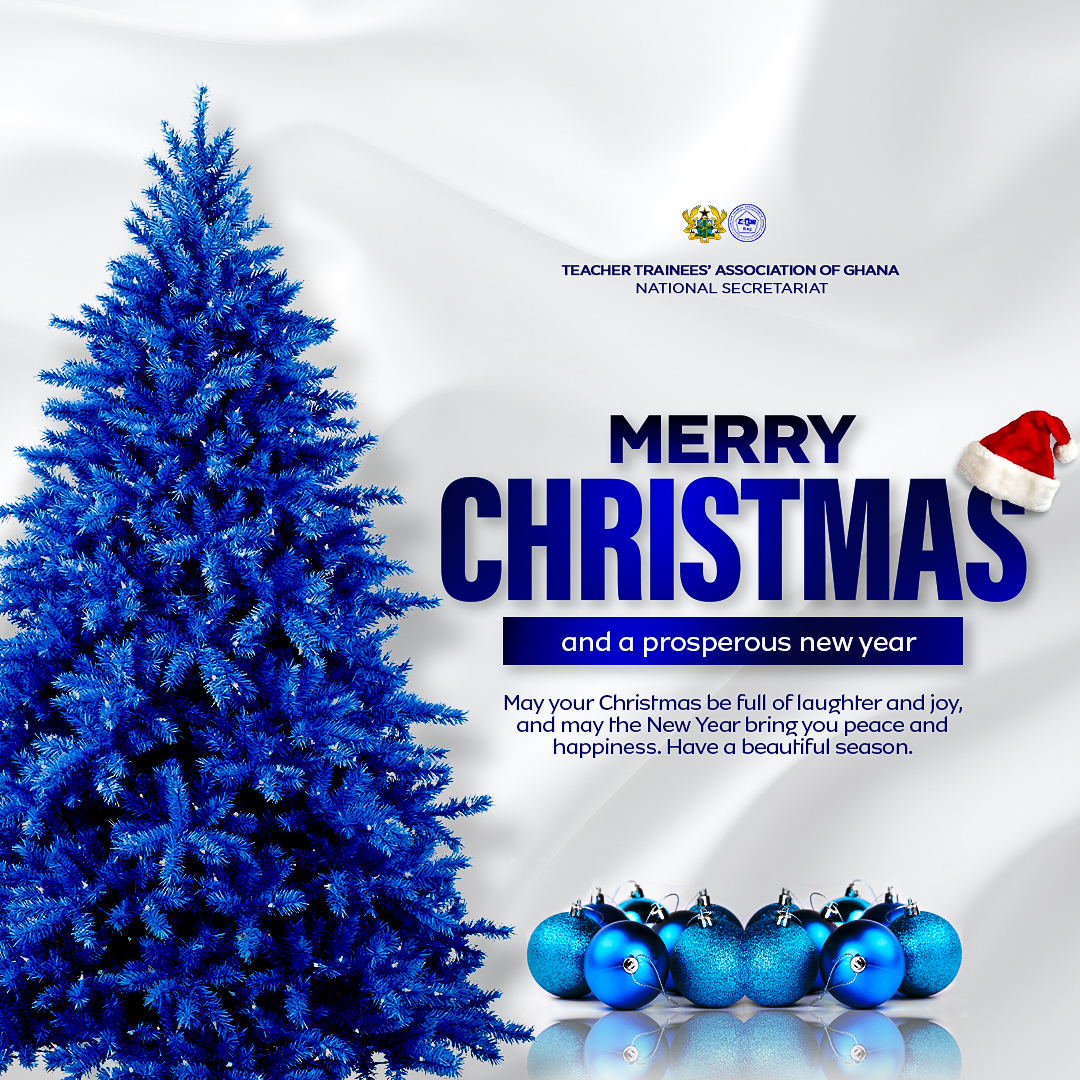 TEACHER TRAINEES' ASSOCIATION OF GHANA
NATIONAL SECRETARIAT
MERRY
CHRISTMAS
and a prosperous new year
May your Christmas be full of laughter and joy,
and may the New Year bring you peace and
happiness. Have a beautiful season.